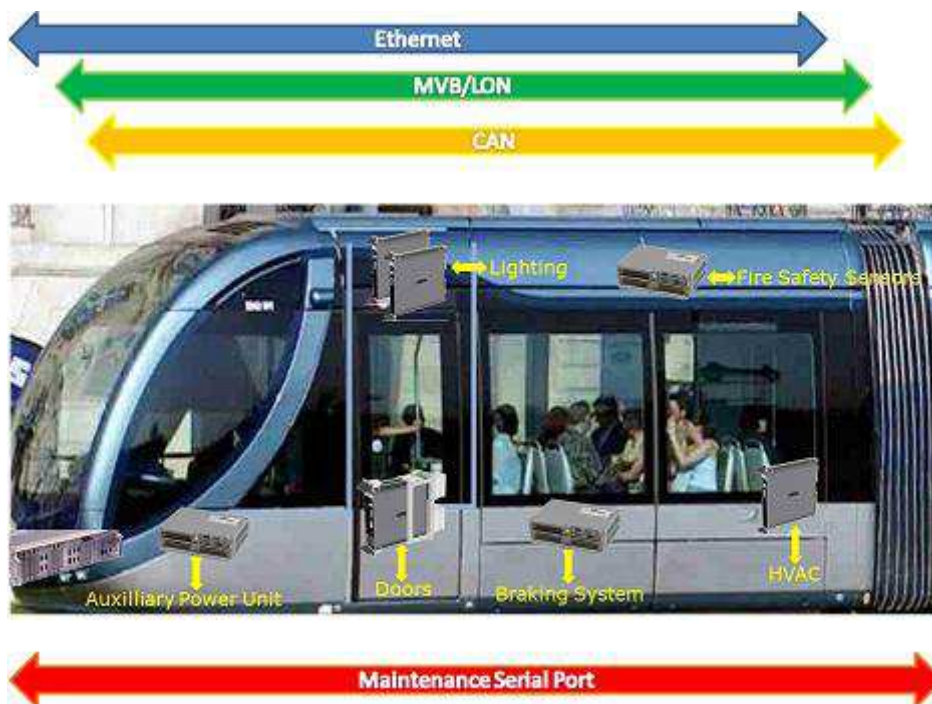 Ethernet
MVB/LON
CAN
Lighting
Fire Safety Sensors
Auxilliary Power Unit
Doors
Braking System
HVAC
Maintenance Serial Port